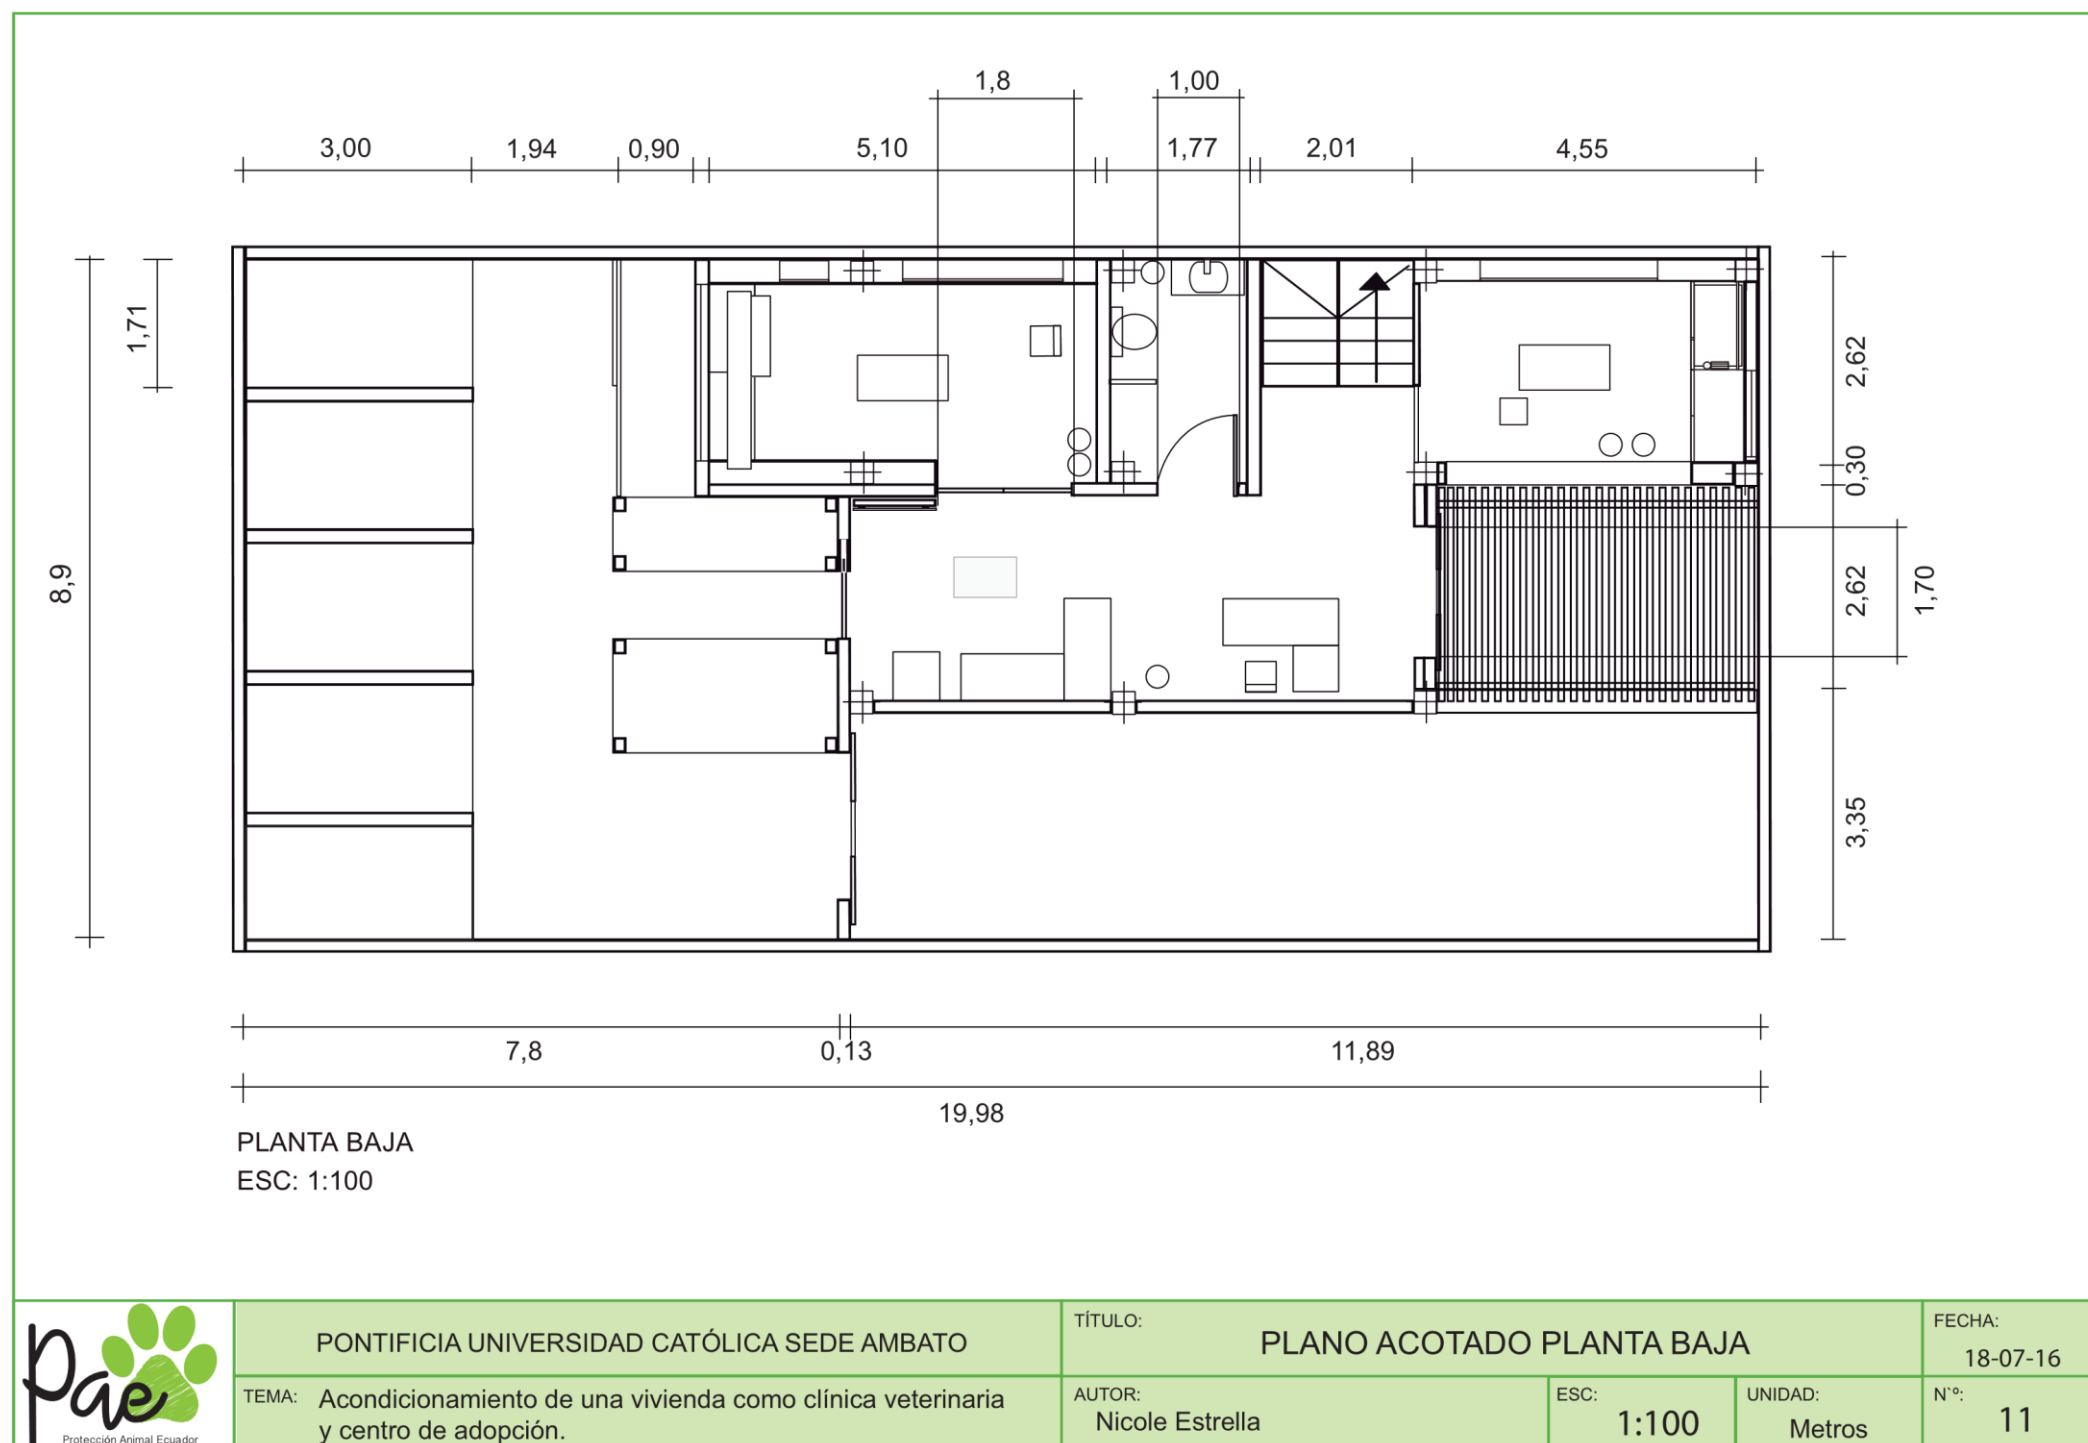 1,8
1,00
3,00
1,94
0,90
5,10
1,77
2,01
4,55
1,71
8,9
2,62
0,30
2,62
1,70
3,35
7,8
0,13
11,89
19,98
PLANTA BAJA
ESC: 1:100
pae
Protección Animal Ecuador
PONTIFICIA UNIVERSIDAD CATÓLICA SEDE AMBATO
TEMA: Acondicionamiento de una vivienda como clínica veterinaria
y centro de adopción.
TÍTULO:
PLANO ACOTADO PLANTA BAJA
FECHA:
18-07-16
AUTOR:
Nicole Estrella
ESC:
1:100
UNIDAD:
Metros
N`º:
11